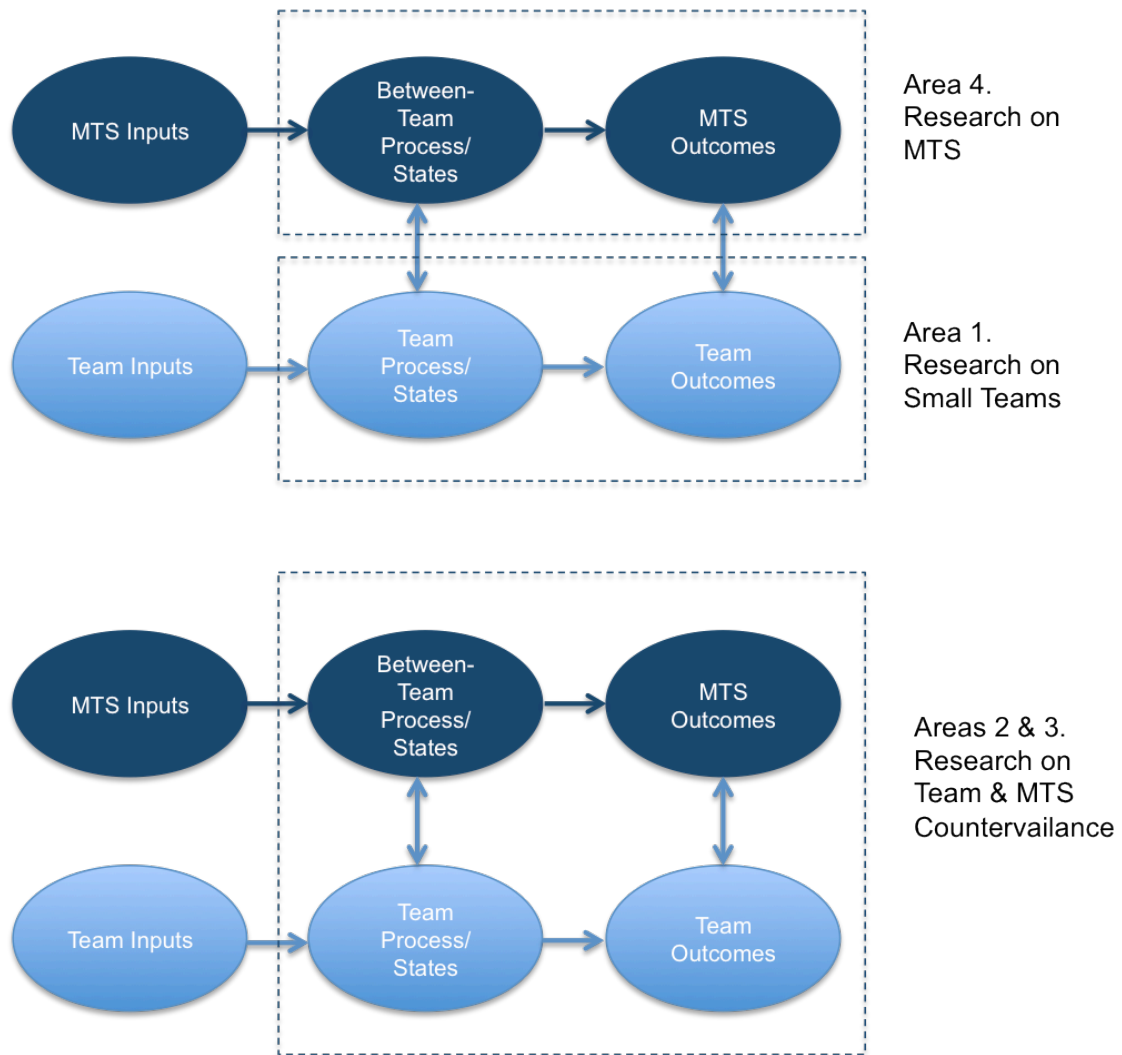 MTS Inputs
Between-
Team
Process/
States
MTS
Outcomes
Area 4.
Research on
MTS
Team Inputs
Team
Process/
States
Team
Outcomes
Area 1.
Research on
Small Teams
MTS Inputs
Between-
Team
Process/
States
MTS
Outcomes
Areas 2 & 3.
Research on
Team & MTS
Countervailance
Team Inputs
Team
Process/
States
Team
Outcomes